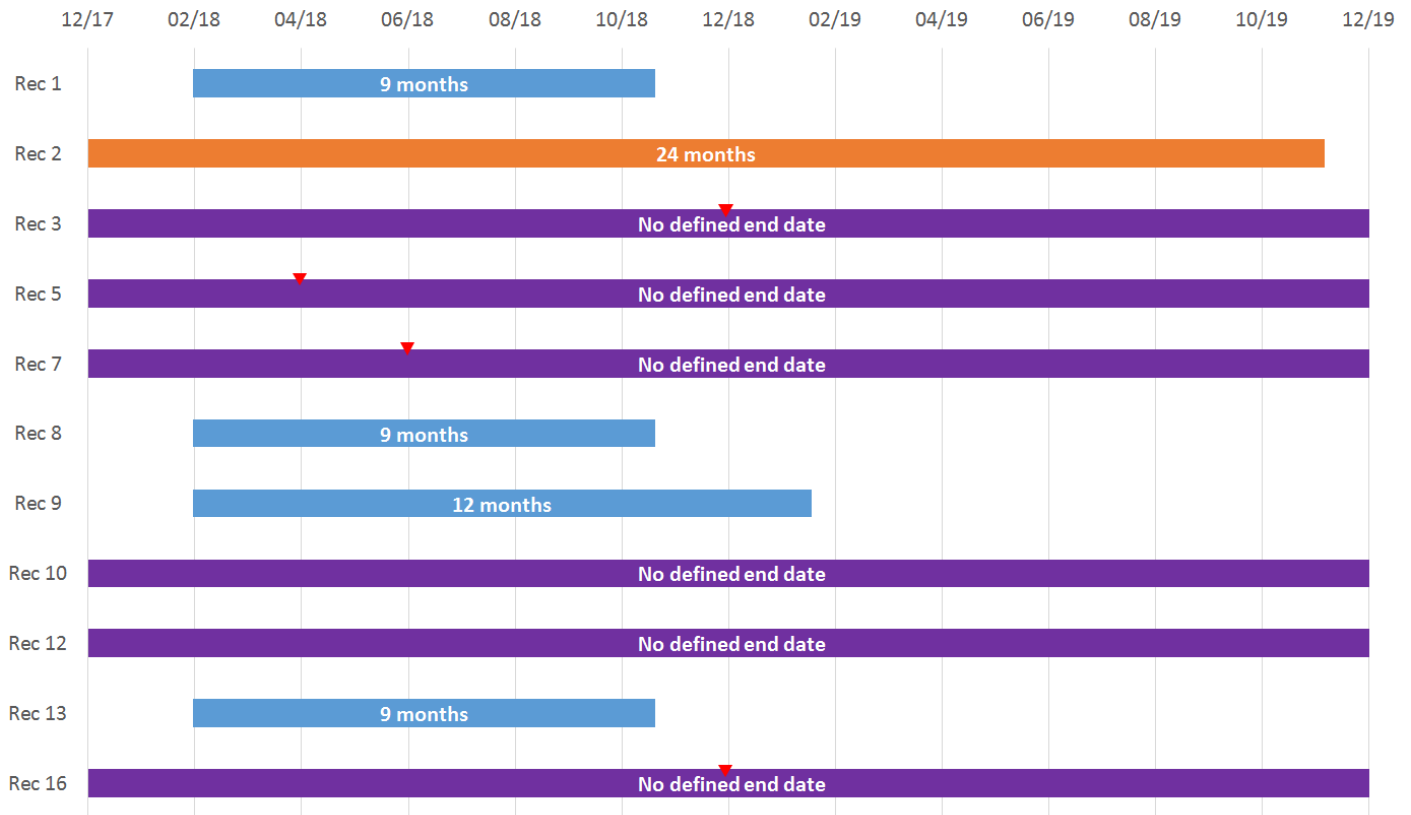 12/17 02/18 04/18 06/18 08/18 10/18 12/18 02/19 04/19 06/19 08/19 10/19 12/19
Rec 1 9 months
Rec 2 24 months
Rec 3 No defined end date
Rec 5 No defined end date
Rec 7 No defined end date
Rec 8 9 months
Rec 9 12 months
Rec 10 No defined end date
Rec 12 No defined end date
Rec 13 9 months
Rec 16 No defined end date